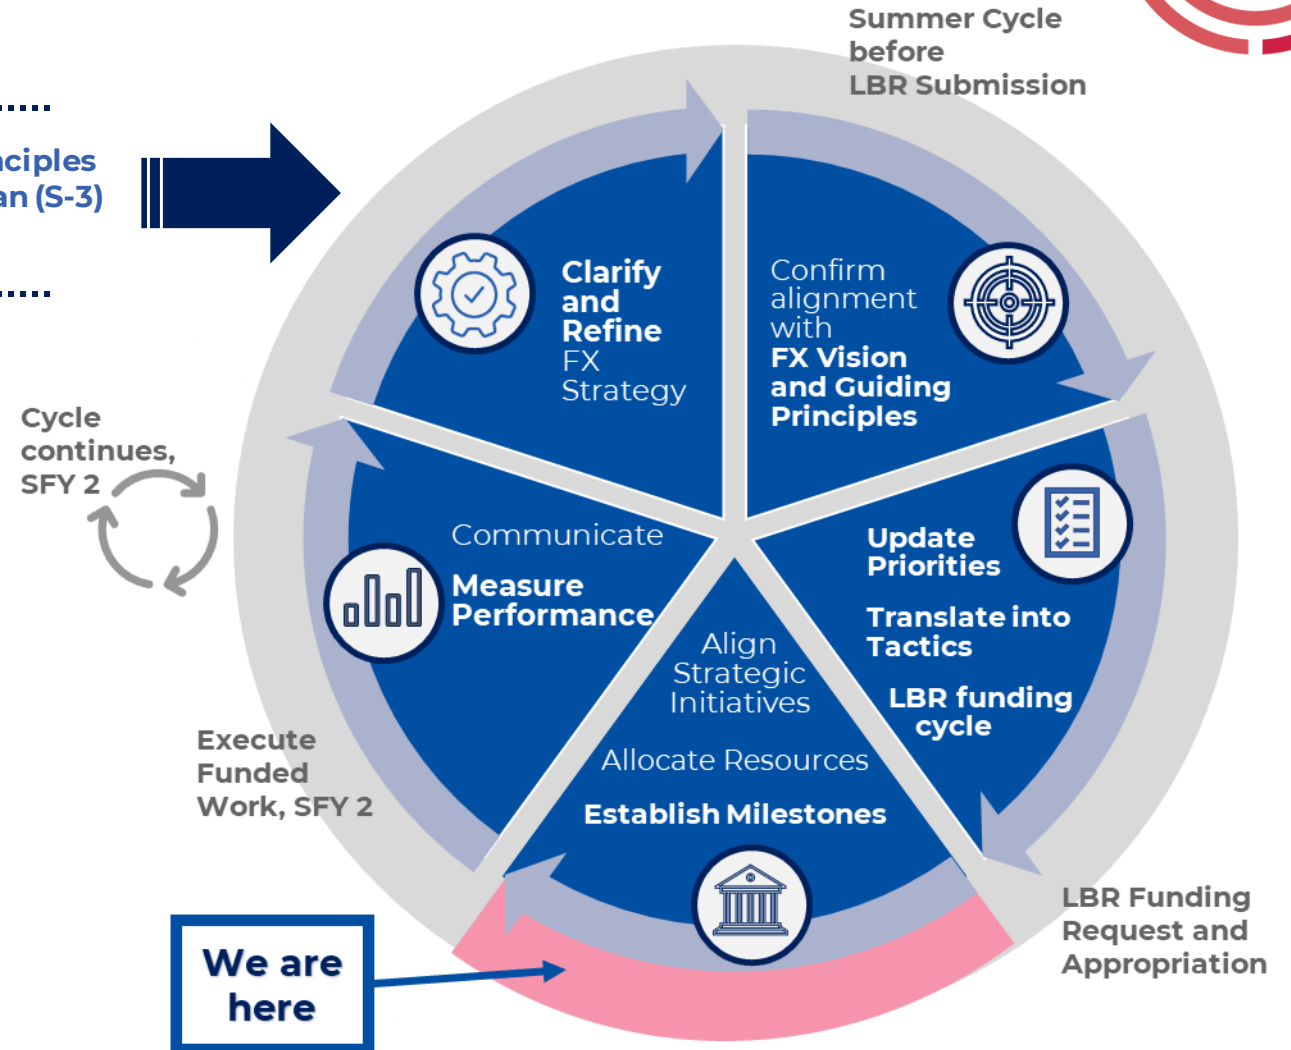 Summer Cycle
before
LBR Submission
(S-3)
Clarify
and
Refine
FX
Strategy
Confirm
alignment
with
FX Vision
and Guiding
Principles
Cycle
continues,
SFY 2
Communicate
Measure
Performance
Update
Priorities
Translate into
Tactics
LBR funding
cycle
Align
Strategic
Initiatives
Allocate Resources
Establish Milestones
Execute
Funded
Work, SFY 2
LBR Funding
Request and
Appropriation
We are
here